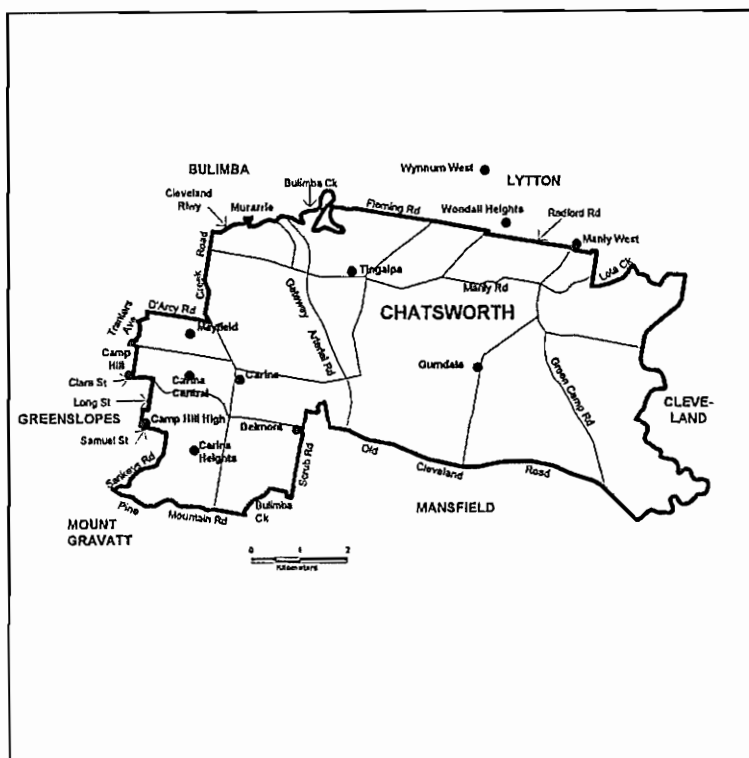 BULIMBA
Bulimba Ck
Wynnum West
LYTTON
Cleveland
Rlwy
Murarrie
Fleming Rd
Wondall Heights
Radford Rd
Manly West
Creek Road
Tingalpa
Lota Ck
Manly Rd
Gateway Arterial Rd
CHATSWORTH
D'Arcy Rd
Mayfield
Ave
Camp
Hill
Clara St
Carina
Central
Carina
Gumdale
Green Camp Rd
CLEVE-
LAND
Long St
GREENSLOPES
Camp Hill High
Belmont
Samuel St
Carina
Heights
Scrub Rd
Old Cleveland Road
Sankeys Rd
Pine Mountain Rd
Bulimba
Ck
MANSFIELD
MOUNT
GRAVATT
0 1 2
Kilometers